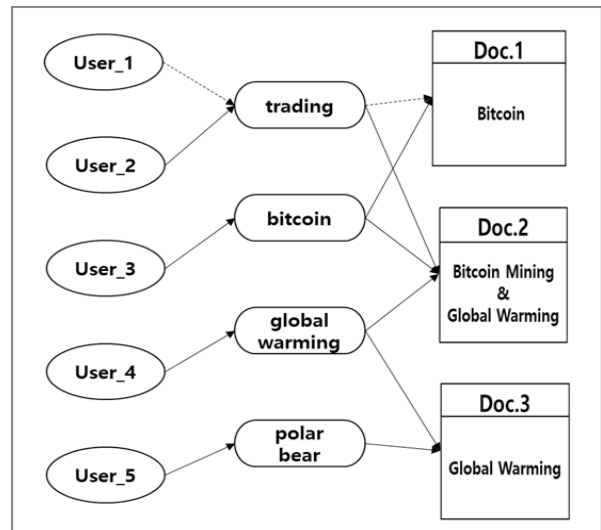 User_1
User_2
User_3
User_4
User_5
trading
bitcoin
global
warming
polar
bear
Doc.1
Bitcoin
Doc.2
Bitcoin Mining
&
Global Warming
Doc.3
Global Warming